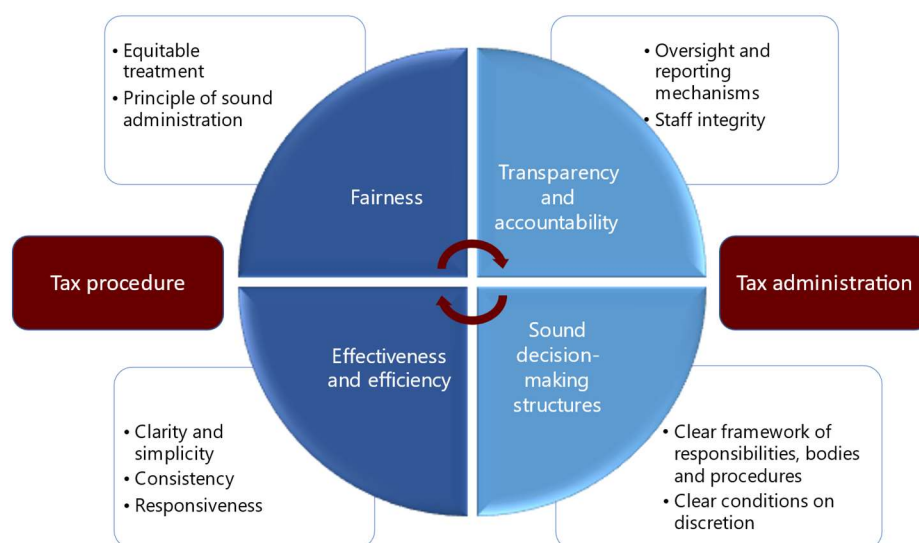 • Equitable
treatment
• Principle of sound
administration
• Oversight and
reporting
mechanisms
• Staff integrity
Fairness
Transparency
and
accountability
Tax procedure
Tax administration
Effectiveness
and efficiency
Sound
decision-
making
structures
• Clarity and
simplicity
• Consistency
• Responsiveness
• Clear framework of
responsibilities, bodies
and procedures
• Clear conditions on
discretion